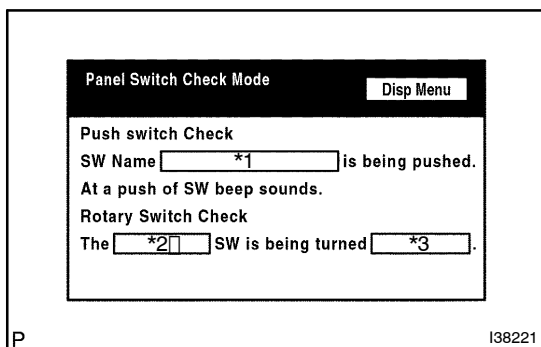 Panel Switch Check Mode
Disp Menu
Push switch Check
SW Name *1 is being pushed.
At a push of SW beep sounds.
Rotary Switch Check
The *2 SW is being turned *3 .
P I38221